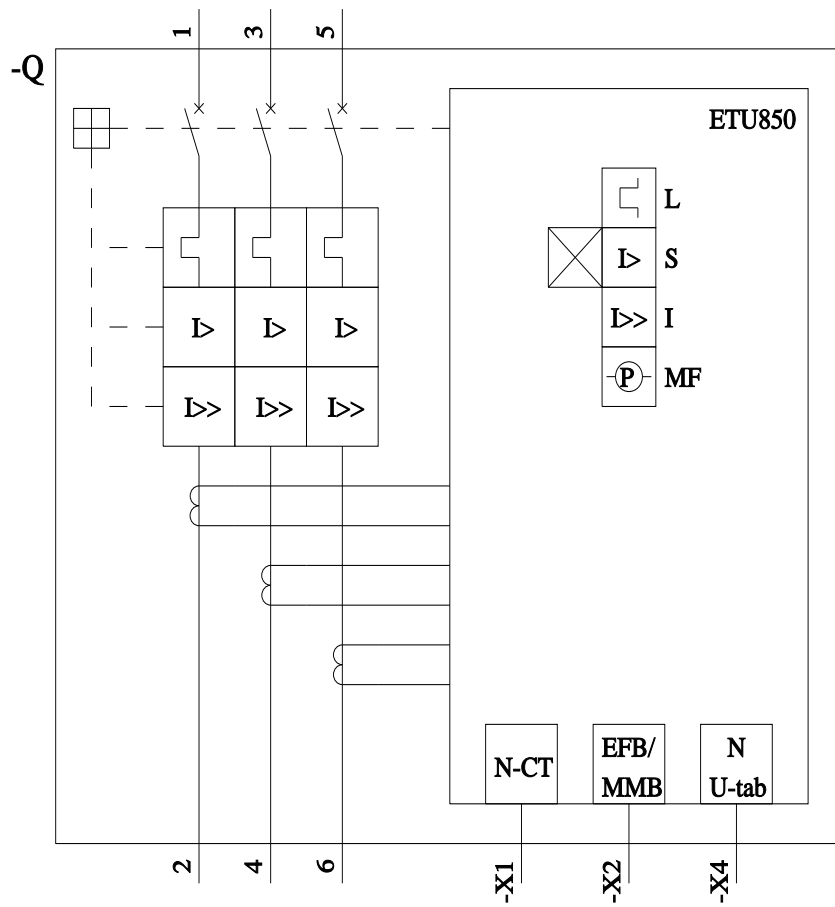 1
3
5
-Q
ETU850
L
I>
S
I>>
I
P
MF
I>
I>
I>
I>>
I>>
I>>
N-CT
EFB/
MMB
N
U-tab
2
4
6
-X1
-X2
-X4